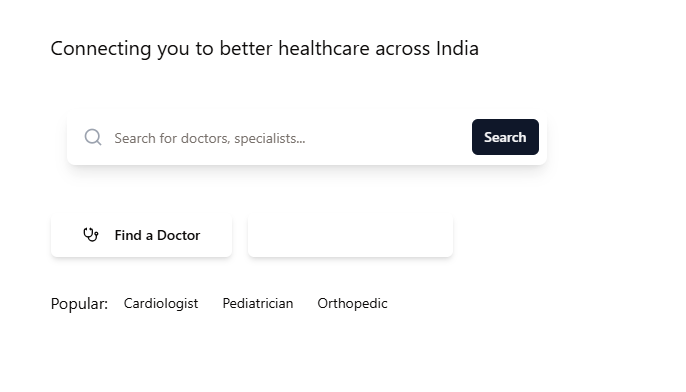 Connecting you to better healthcare across India
Search for doctors, specialists...
Search
Find a Doctor
Popular: Cardiologist Pediatrician Orthopedic